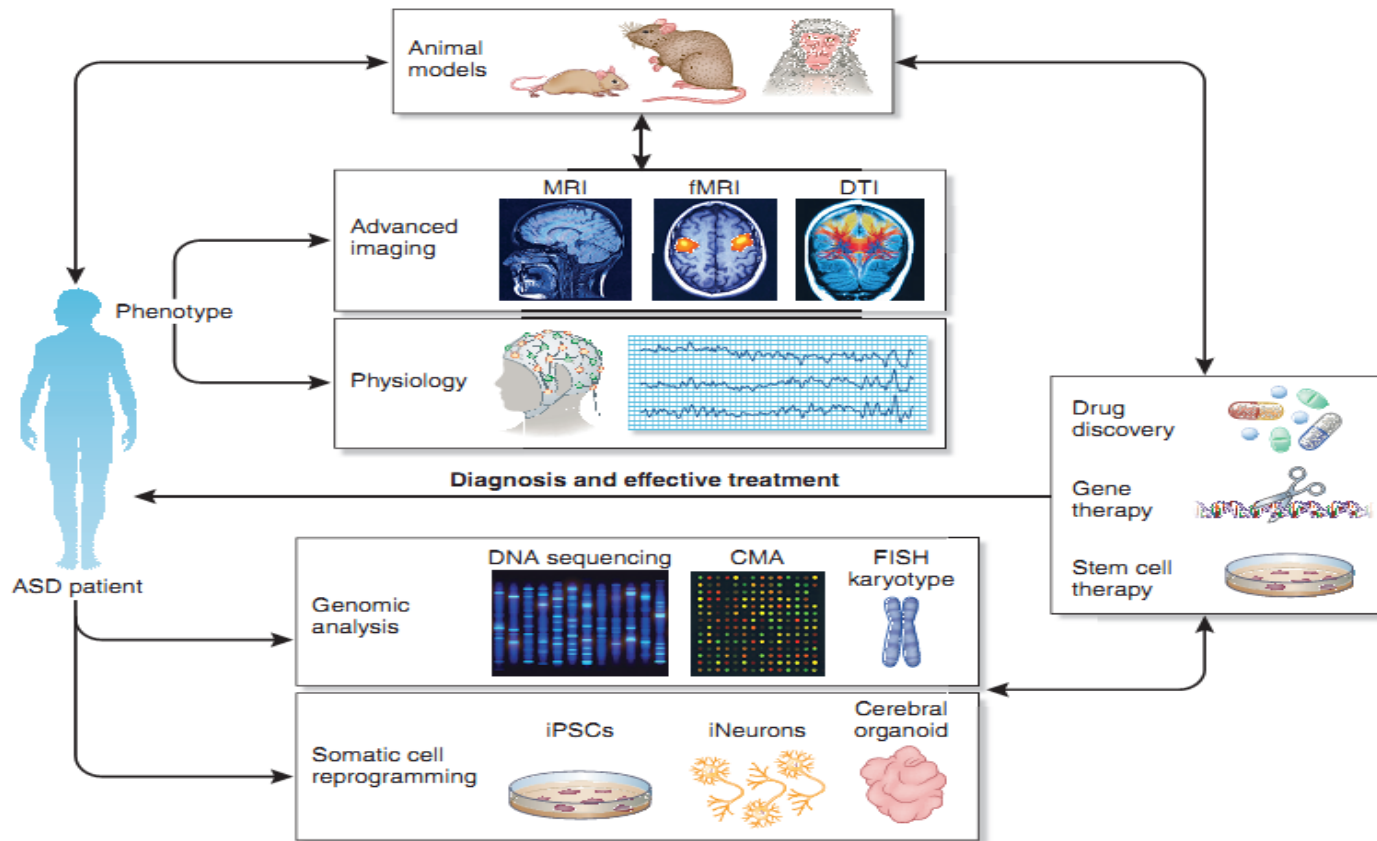 Animal
models
MRI
fMRI
DTI
Advanced
imaging
Phenotype
Physiology
Drug
discovery
Diagnosis and effective treatment
Gene
therapy
Stem cell
therapy
ASD patient
DNA sequencing
CMA
FISH
karyotype
Genomic
analysis
iPSCs
iNeurons
Cerebral
organoid
Somatic cell
reprogramming